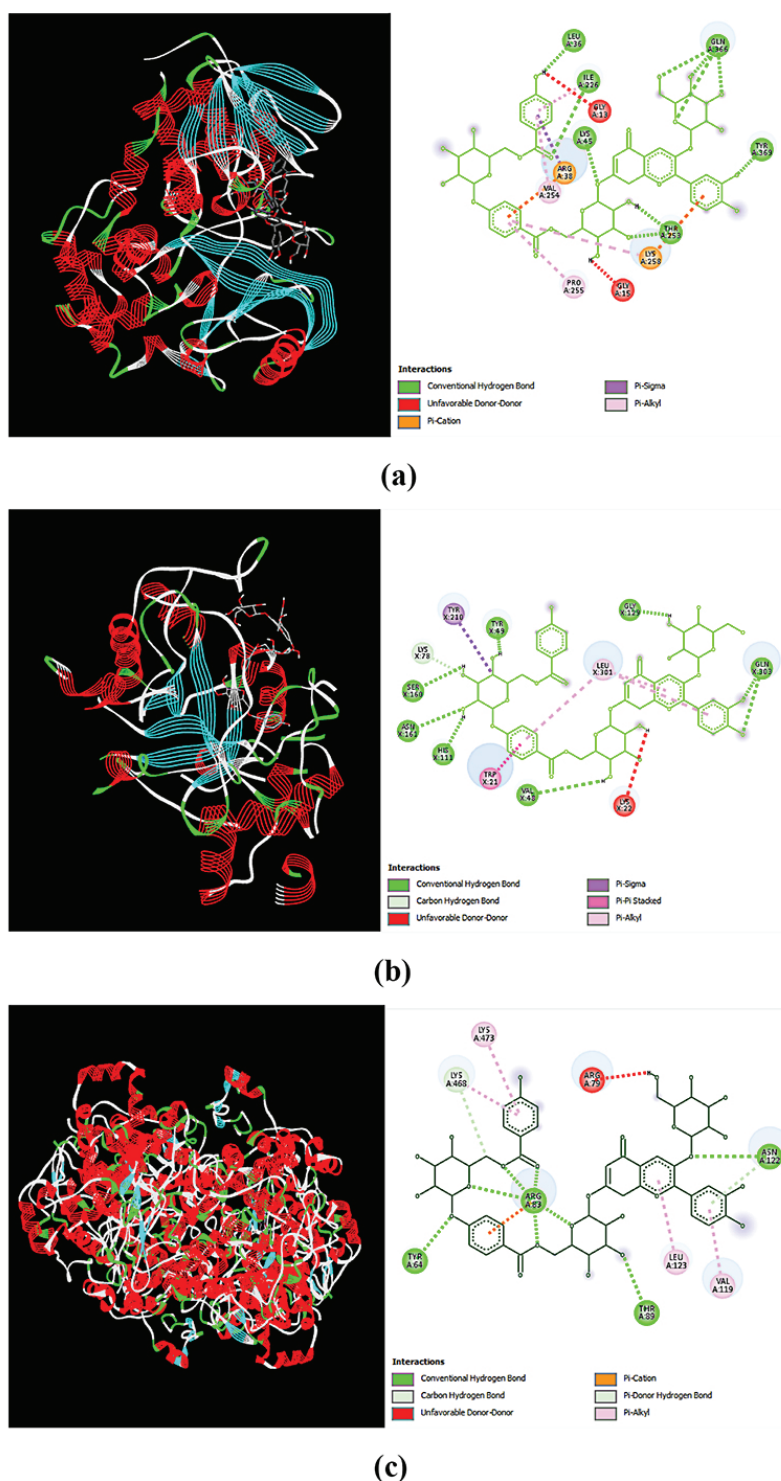 LEU
A:36
GLN
A:366
ILE
A:226
GLY
A:13
LYS
A:45
TYR
A:369
ARG
A:38
VAL
A:254
THR
A:253
LYS
A:258
PRO
A:255
GLY
A:15
Interactions
Conventional Hydrogen Bond
Unfavorable Donor-Donor
Pi-Cation
Pi-Sigma
Pi-Alkyl
(a)
TYR
X:210
TYR
X:49
GLY
X:129
LYS
X:78
LEU
X:301
GLN
X:303
SER
X:160
ASN
X:161
HIS
X:111
TRP
X:21
VAL
X:48
LYS
X:22
Interactions
Conventional Hydrogen Bond
Carbon Hydrogen Bond
Unfavorable Donor-Donor
Pi-Sigma
Pi-Pi Stacked
Pi-Alkyl
(b)
LYS
A:473
LYS
A:468
ARG
A:79
ASN
A:122
ARG
A:83
TYR
A:64
LEU
A:123
VAL
A:119
THR
A:89
Interactions
Conventional Hydrogen Bond
Carbon Hydrogen Bond
Unfavorable Donor-Donor
Pi-Cation
Pi-Donor Hydrogen Bond
Pi-Alkyl
(c)